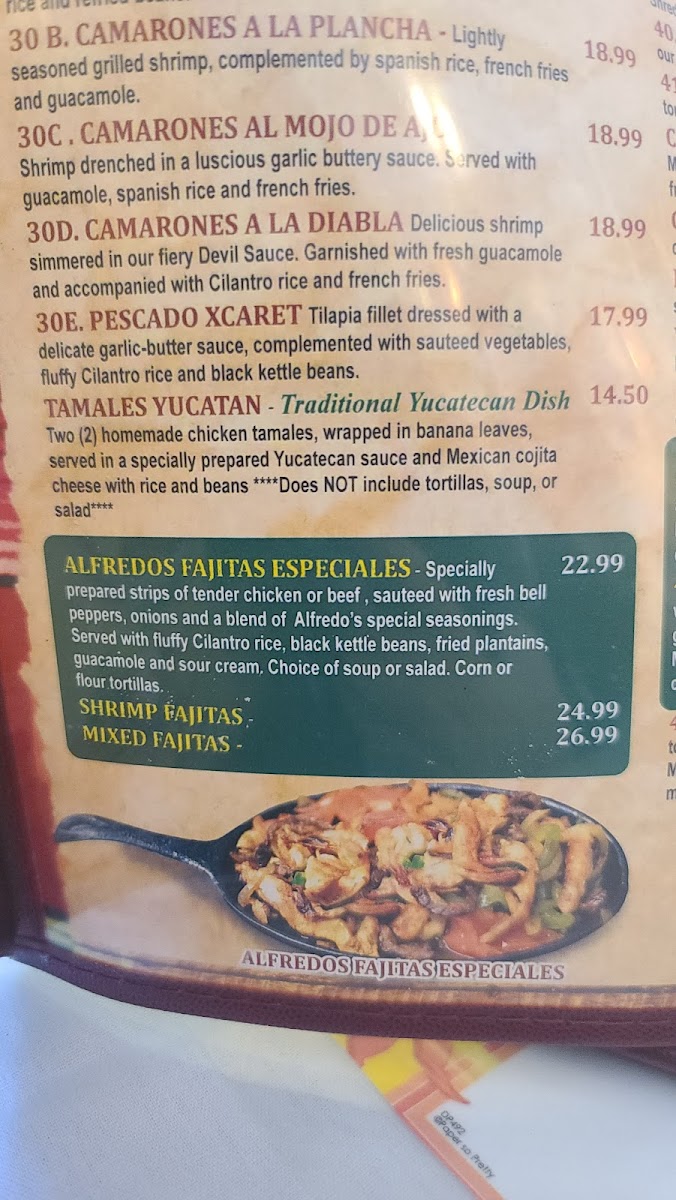 rice and
30 B. CAMARONES A LA PLANCHA - Lightly 18.99
seasoned grilled shrimp, complemented by spanish rice, french fries
and guacamole.
30C . CAMARONES AL MOJO DE 18.99
Shrimp drenched in a luscious garlic buttery sauce. Served with
guacamole, spanish rice and french fries.
30D. CAMARONES A LA DIABLA Delicious shrimp 18.99
simmered in our fiery Devil Sauce. Garnished with fresh guacamole
and accompanied with Cilantro rice and french fries.
30E. PESCADO XCARET Tilapia fillet dressed with a 17.99
delicate garlic-butter sauce, complemented with sauteed vegetables,
fluffy Cilantro rice and black kettle beans.
TAMALES YUCATAN - Traditional Yucatecan Dish 14.50
Two (2) homemade chicken tamales, wrapped in banana leaves,
served in a specially prepared Yucatecan sauce and Mexican cojita
cheese with rice and beans ****Does NOT include tortillas, soup, or
salad****
ALFREDOS FAJITAS ESPECIALES - Specially 22.99
prepared strips of tender chicken or beef , sauteed with fresh bell
peppers, onions and a blend of Alfredo's special seasonings.
Served with fluffy Cilantro rice, black kettle beans, fried plantains,
guacamole and sour cream. Choice of soup or salad. Corn or
flour tortillas.
SHRIMP FAJITAS - 24.99
MIXED FAJITAS - 26.99
ALFREDOS FAJITAS ESPECIALES
40.
our
41
OP492
©Paper so Pretty